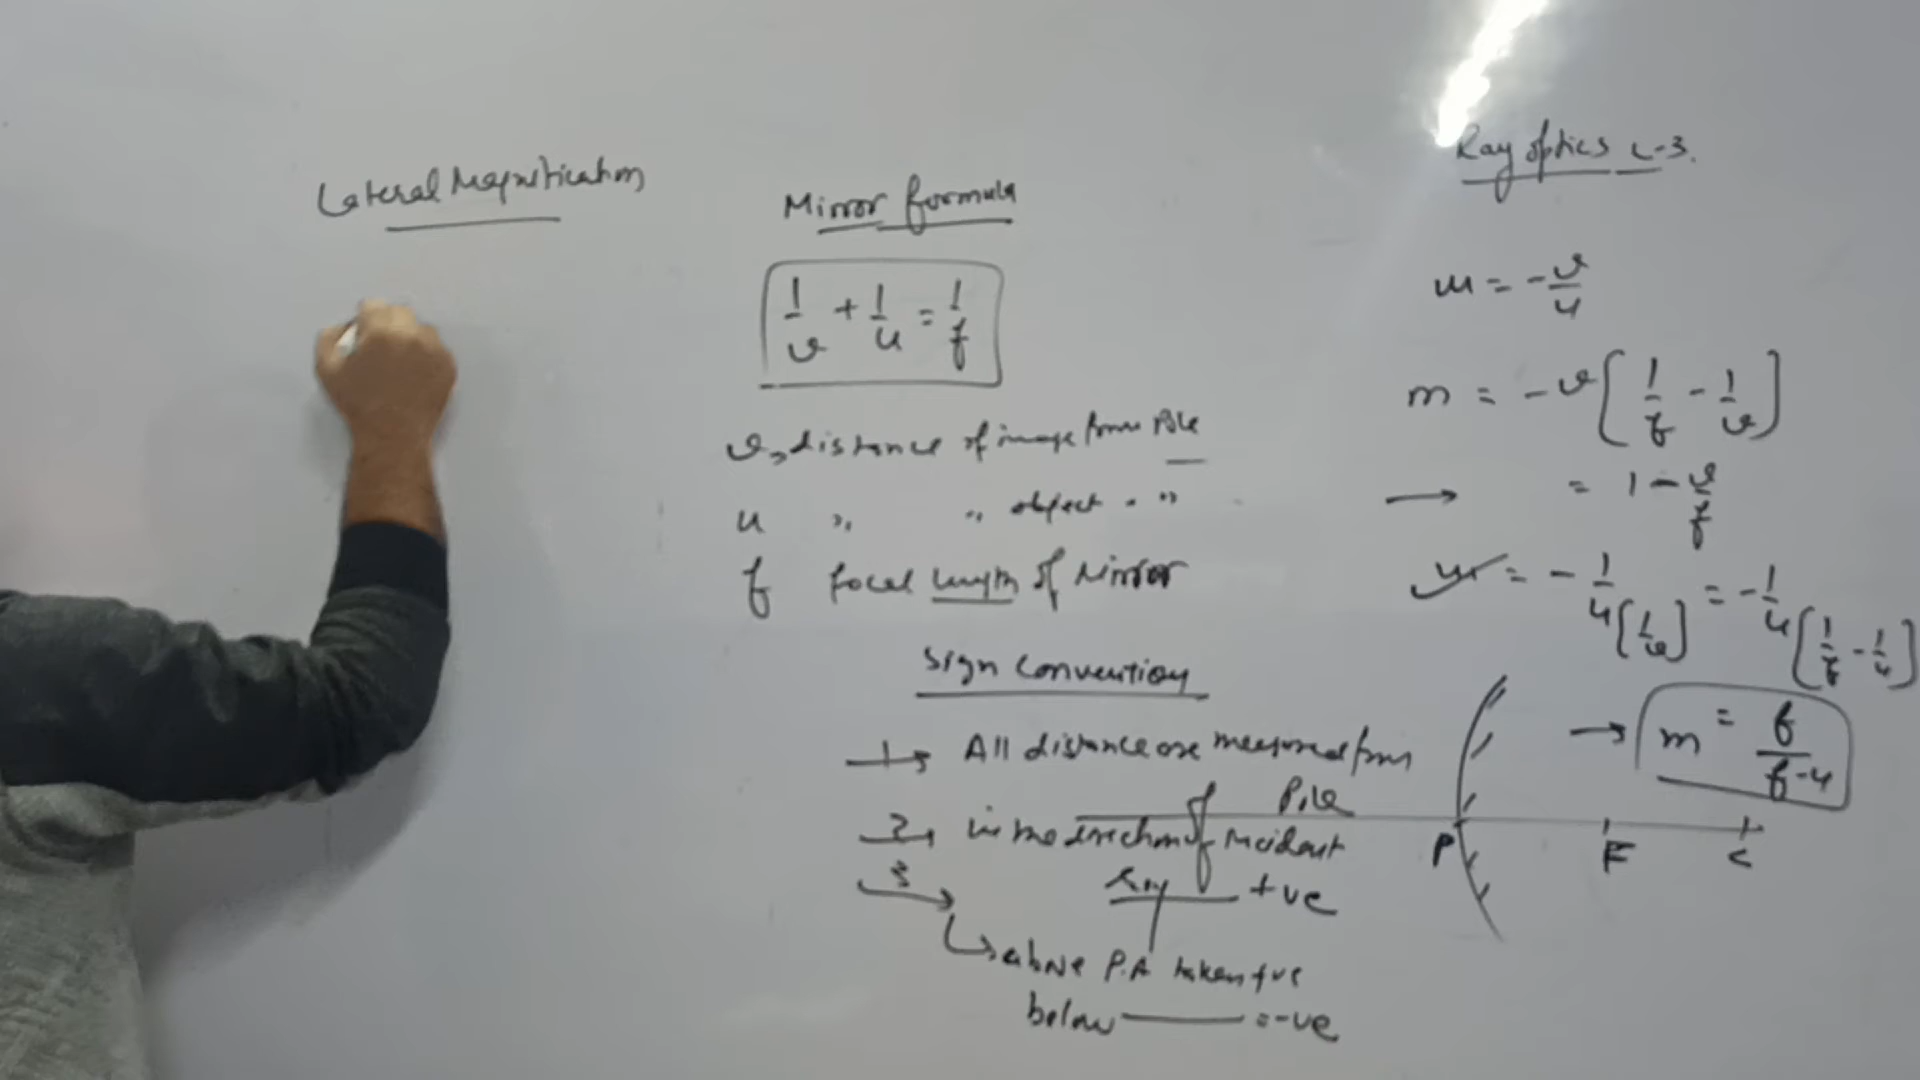 Lateral Magnification
Mirror formula
1/v + 1/u = 1/f
v → distance of image from Pole
u " " object " "
f focal length of Mirror
Sign Convention
1→ All distance are measured from
Pole
2→ in the direction of incident
ray +ve
3→
↳ above P.A taken +ve
below ——— = -ve
Ray optics L-3.
m = -v/u
m = -v[1/f - 1/v]
→ = 1 - v/f
m = -1/u[1/v] = -1/u[1/f - 1/u]
→ m = f/f-u
P F C